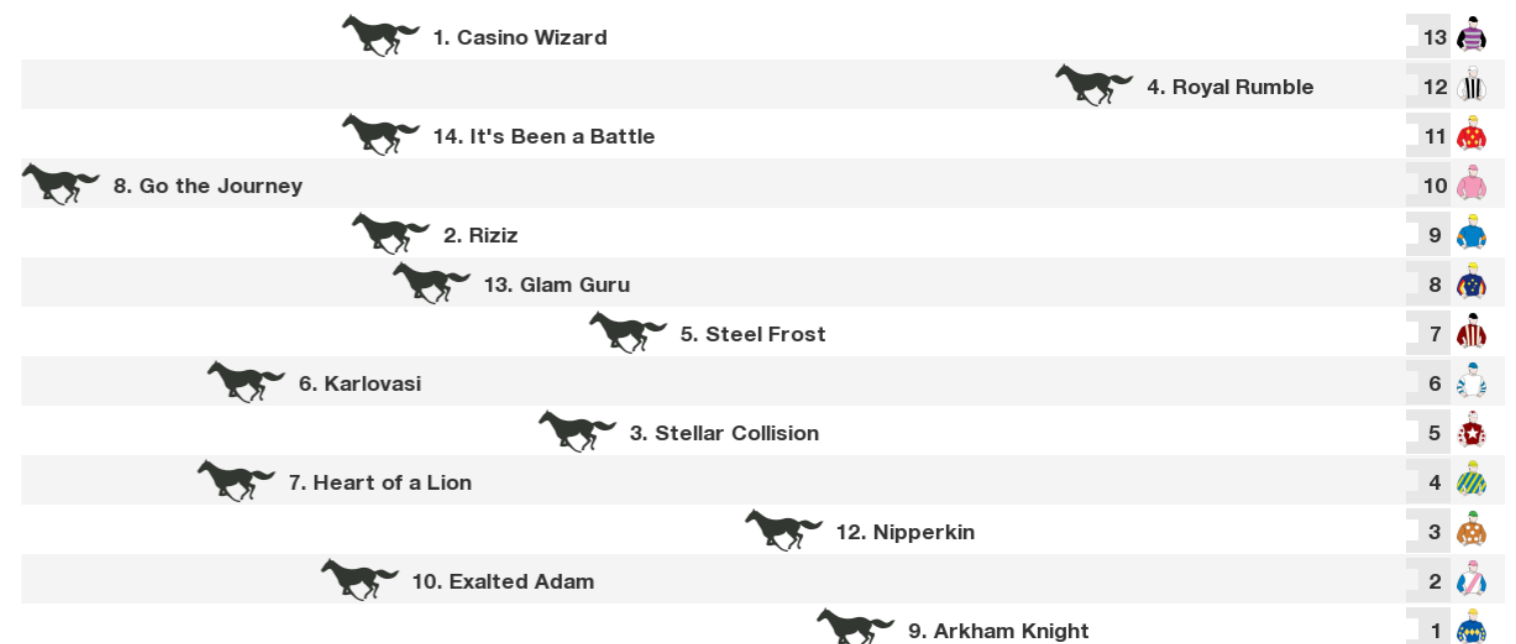 1. Casino Wizard 13
4. Royal Rumble 12
14. It's Been a Battle 11
8. Go the Journey 10
2. Riziz 9
13. Glam Guru 8
5. Steel Frost 7
6. Karlovasi 6
3. Stellar Collision 5
7. Heart of a Lion 4
12. Nipperkin 3
10. Exalted Adam 2
9. Arkham Knight 1